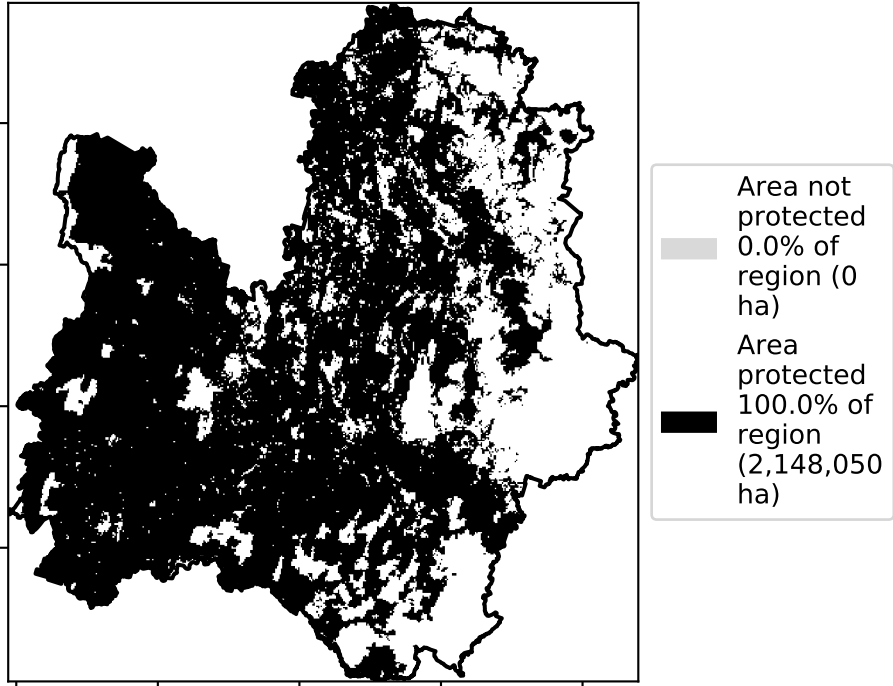 Area not
protected
0.0% of
region (0
ha)
Area
protected
100.0% of
region
(2,148,050
ha)